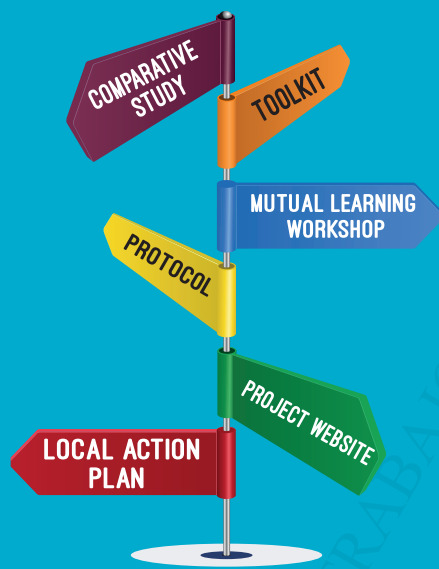 COMPARATIVE
STUDY
TOOLKIT
MUTUAL LEARNING
WORKSHOP
PROTOCOL
PROJECT WEBSITE
LOCAL ACTION
PLAN